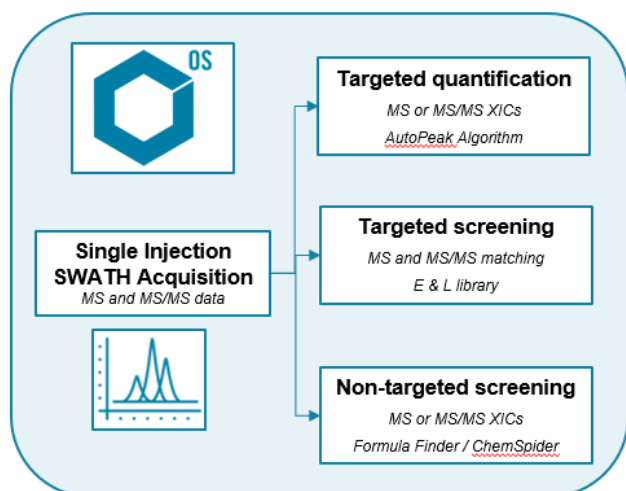 OS
Single Injection
SWATH Acquisition
MS and MS/MS data
Targeted quantification
MS or MS/MS XICs
AutoPeak Algorithm
Targeted screening
MS and MS/MS matching
E & L library
Non-targeted screening
MS or MS/MS XICs
Formula Finder / ChemSpider